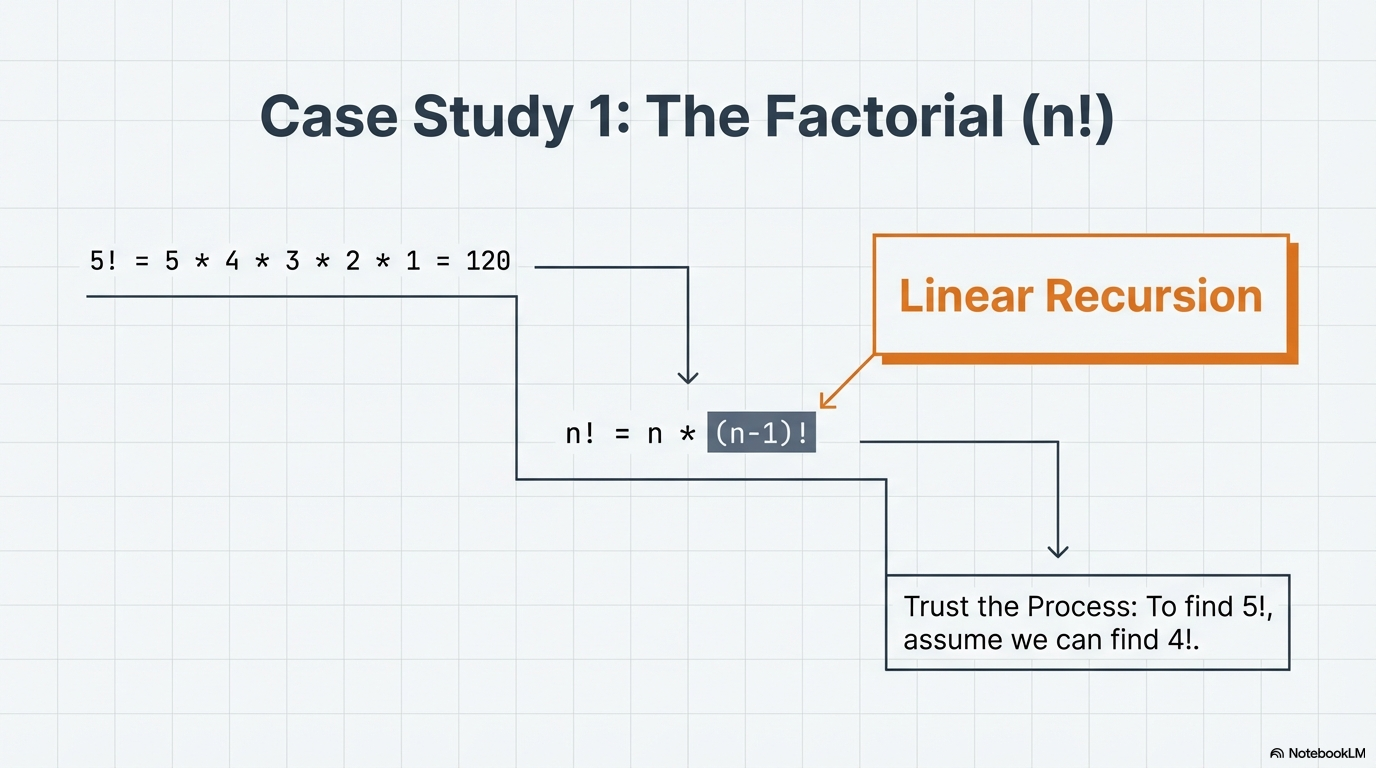 Case Study 1: The Factorial (n!)
5! = 5 * 4 * 3 * 2 * 1 = 120
Linear Recursion
n! = n * (n-1)!
Trust the Process: To find 5!,
assume we can find 4!.
NotebookLM